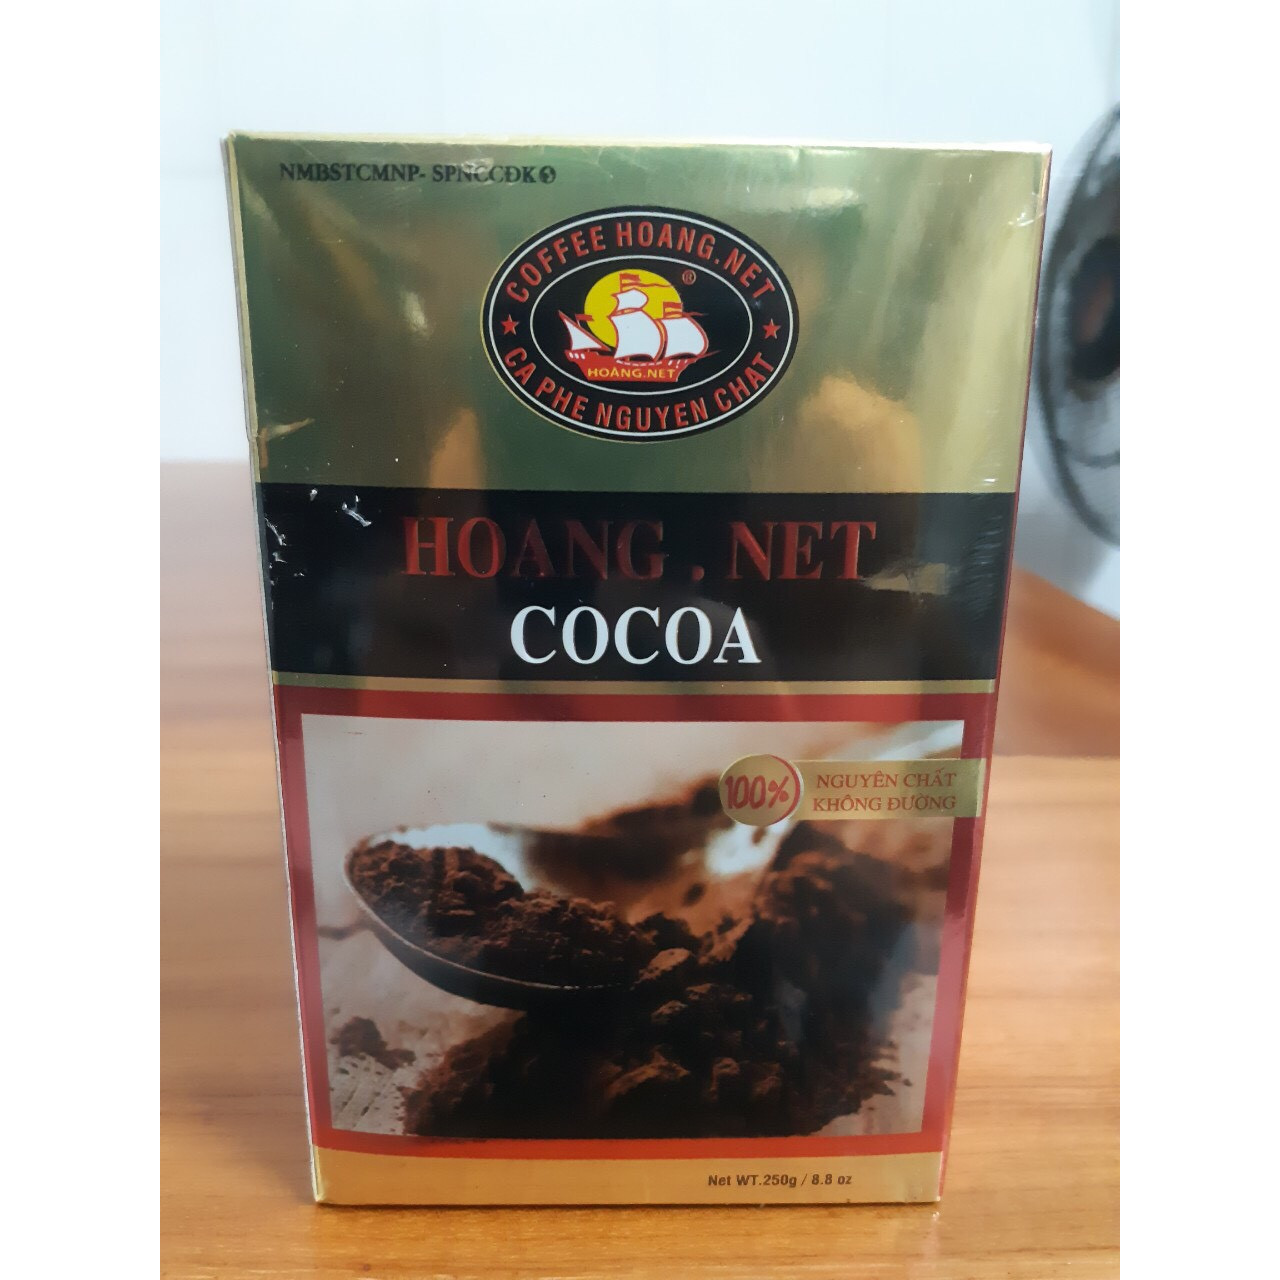 NMBSTCMNP- SPNCCĐK
COFFEE HOANG.NET
®
HOÀNG.NET
CA PHE NGUYEN CHAT
HOANG . NET
COCOA
100%
NGUYÊN CHẤT
KHÔNG ĐƯỜNG
Net WT.250g / 8.8 oz